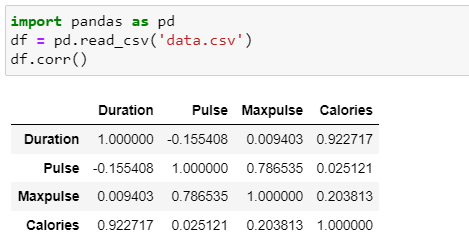 import pandas as pd
df = pd.read_csv('data.csv')
df.corr()
Duration Pulse Maxpulse Calories
Duration 1.000000 -0.155408 0.009403 0.922717
Pulse -0.155408 1.000000 0.786535 0.025121
Maxpulse 0.009403 0.786535 1.000000 0.203813
Calories 0.922717 0.025121 0.203813 1.000000